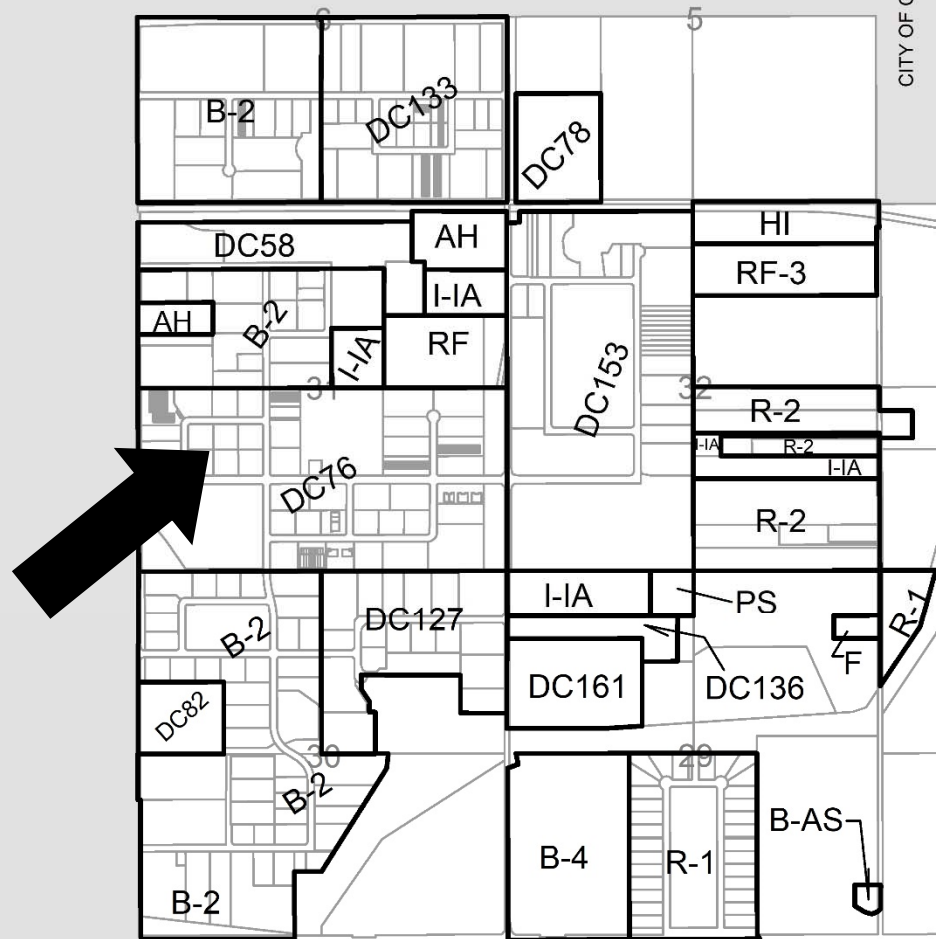 6
5
CITY OF
B-2
DC133
DC78
DC58
AH
HI
I-IA
RF-3
AH
B-2
I-IA
RF
DC153
31
32
R-2
I-IA
R-2
I-IA
DC76
R-2
I-IA
PS
B-2
DC127
F
R-1
DC161
DC136
DC82
30
29
B-2
B-4
R-1
B-AS
B-2